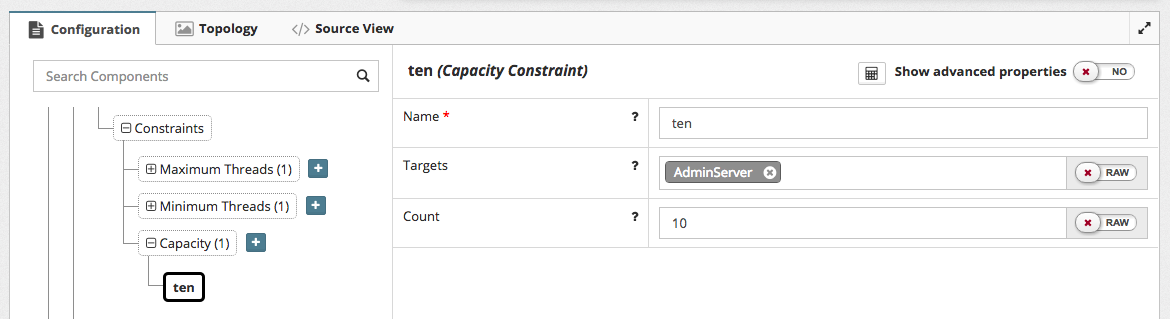 Configuration
Topology
</> Source View
Search Components
Constraints
Maximum Threads (1)
Minimum Threads (1)
Capacity (1)
ten
ten (Capacity Constraint)
Show advanced properties NO
Name * ? ten
Targets ? AdminServer RAW
Count ? 10 RAW